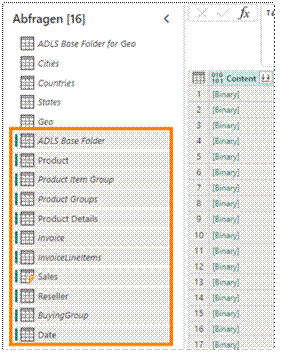 Abfragen [16]
ADLS Base Folder for Geo
Cities
Countries
States
Geo
ADLS Base Folder
Product
Product Item Group
Product Groups
Product Details
Invoice
InvoiceLineItems
Sales
Reseller
BuyingGroup
Date
fx
Content
1 [Binary]
2 [Binary]
3 [Binary]
4 [Binary]
5 [Binary]
6 [Binary]
7 [Binary]
8 [Binary]
9 [Binary]
10 [Binary]
11 [Binary]
12 [Binary]
13 [Binary]
14 [Binary]
15 [Binary]
16 [Binary]
17 [Binary]